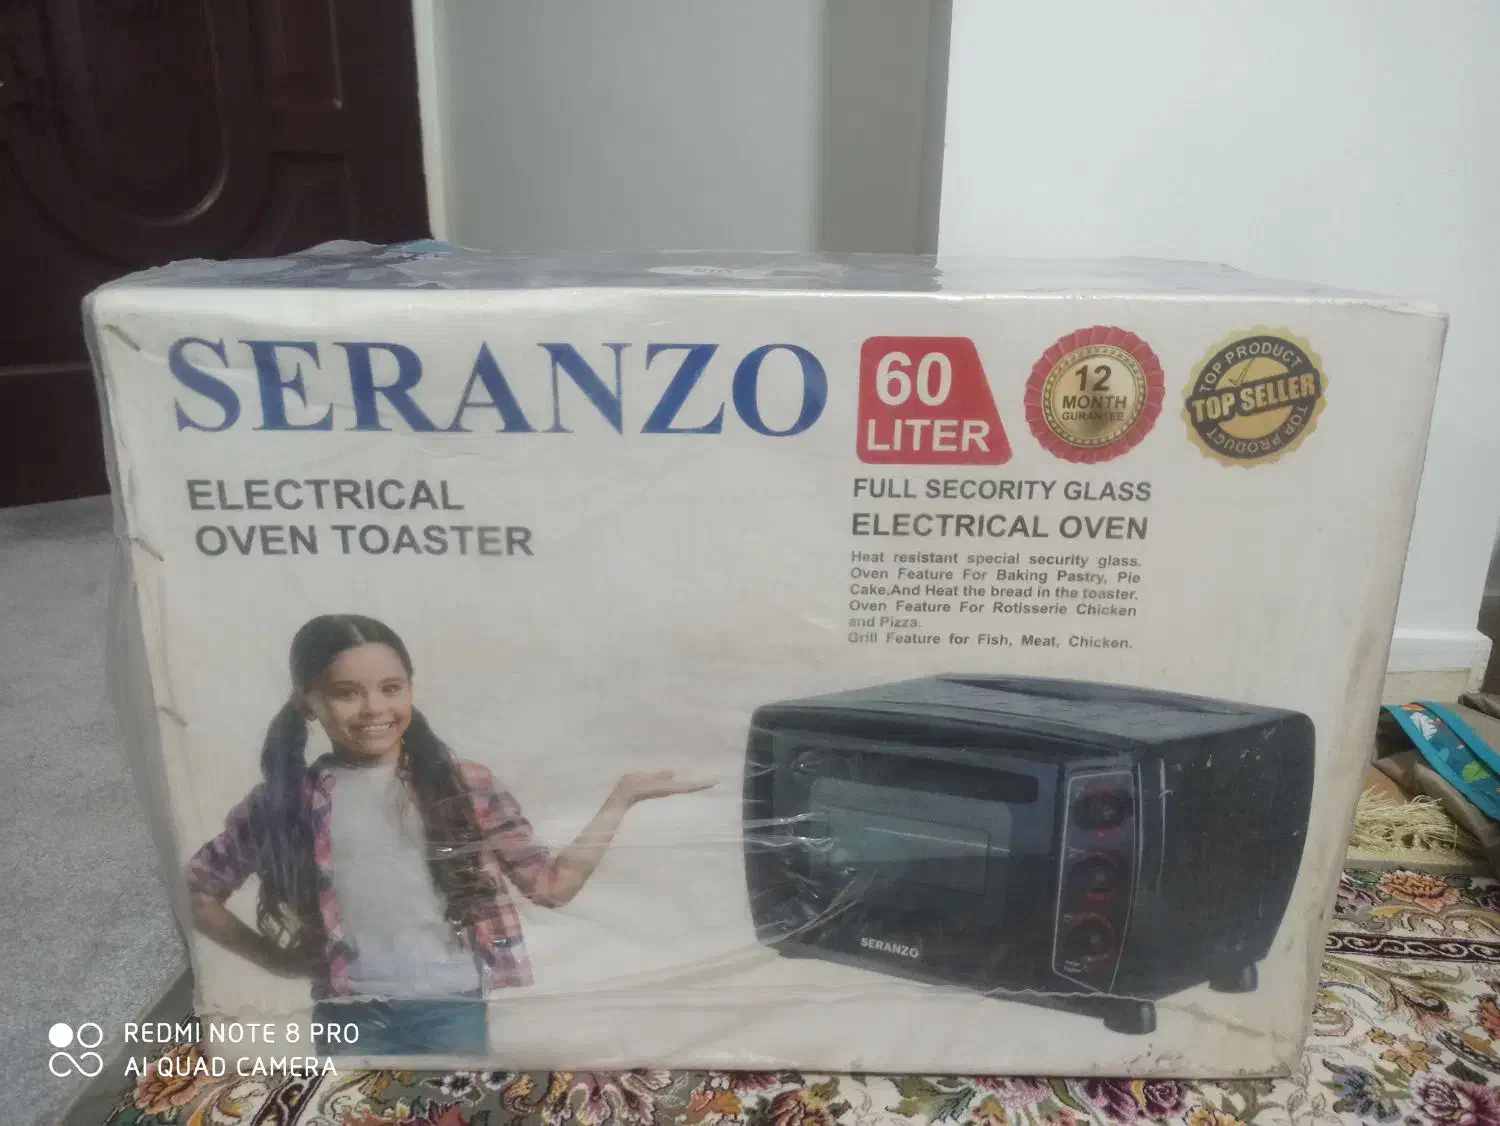 SERANZO
60
LITER
12
MONTH
GURANTEE
TOP PRODUCT
TOP SELLER
TOP PRODUCT
ELECTRICAL
OVEN TOASTER
FULL SECORITY GLASS
ELECTRICAL OVEN
Heat resistant special security glass.
Oven Feature For Baking Pastry, Pie
Cake.And Heat the bread in the toaster.
Oven Feature For Rotisserie Chicken
and Pizza.
Grill Feature for Fish, Meat, Chicken.
SERANZO
REDMI NOTE 8 PRO
AI QUAD CAMERA